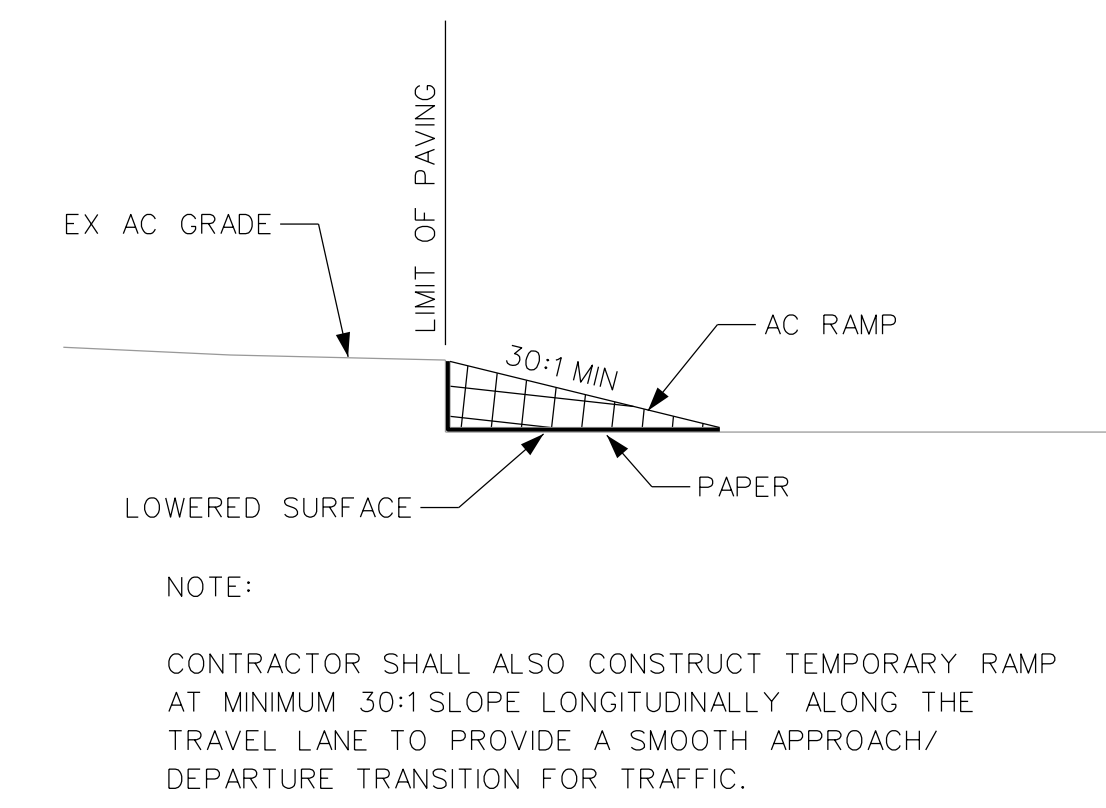 LIMIT OF PAVING
EX AC GRADE
AC RAMP
30:1 MIN
PAPER
LOWERED SURFACE
NOTE:
CONTRACTOR SHALL ALSO CONSTRUCT TEMPORARY RAMP
AT MINIMUM 30:1 SLOPE LONGITUDINALLY ALONG THE
TRAVEL LANE TO PROVIDE A SMOOTH APPROACH/
DEPARTURE TRANSITION FOR TRAFFIC.